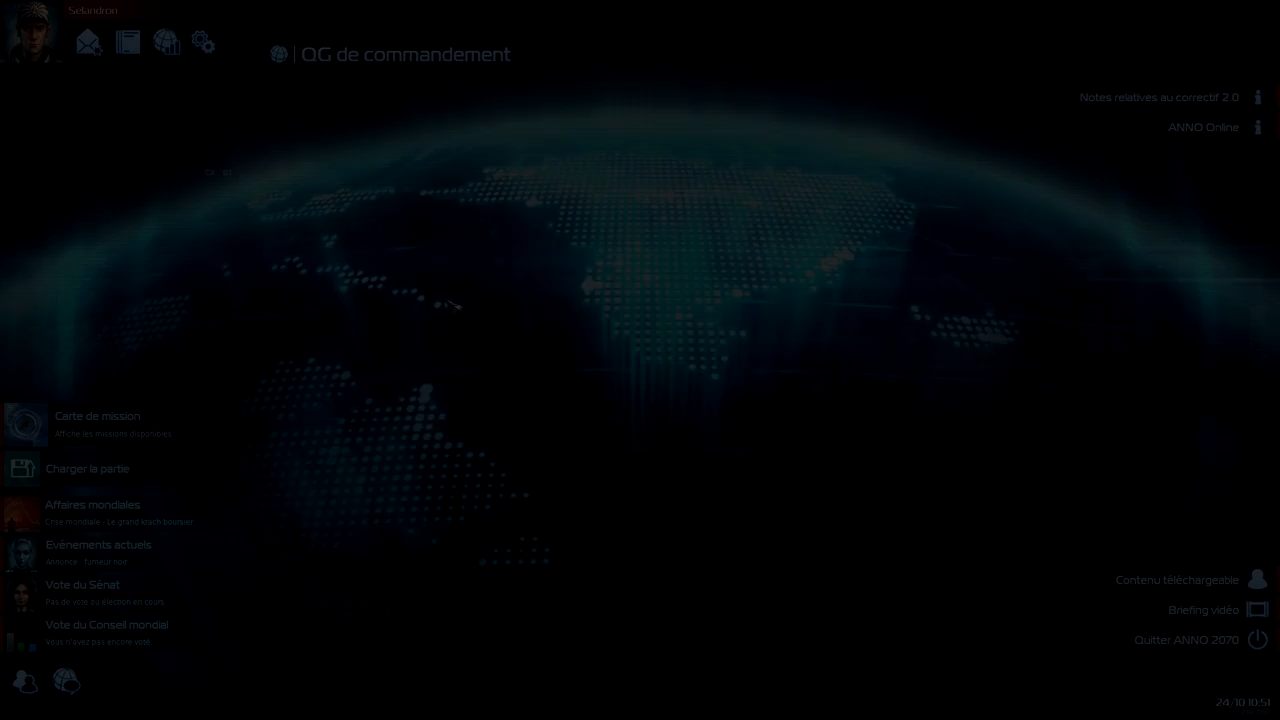 Selandron
QG de commandement
Notes relatives au correctif 2.0
ANNO Online
Carte de mission
Affiche les missions disponibles
Charger la partie
Affaires mondiales
Crise mondiale - Le grand krach boursier
Evénements actuels
Annonce : fumeur noir
Vote du Sénat
Pas de vote ou élection en cours.
Vote du Conseil mondial
Vous n'avez pas encore voté.
Contenu téléchargeable
Briefing vidéo
Quitter ANNO 2070
24/10 10:51